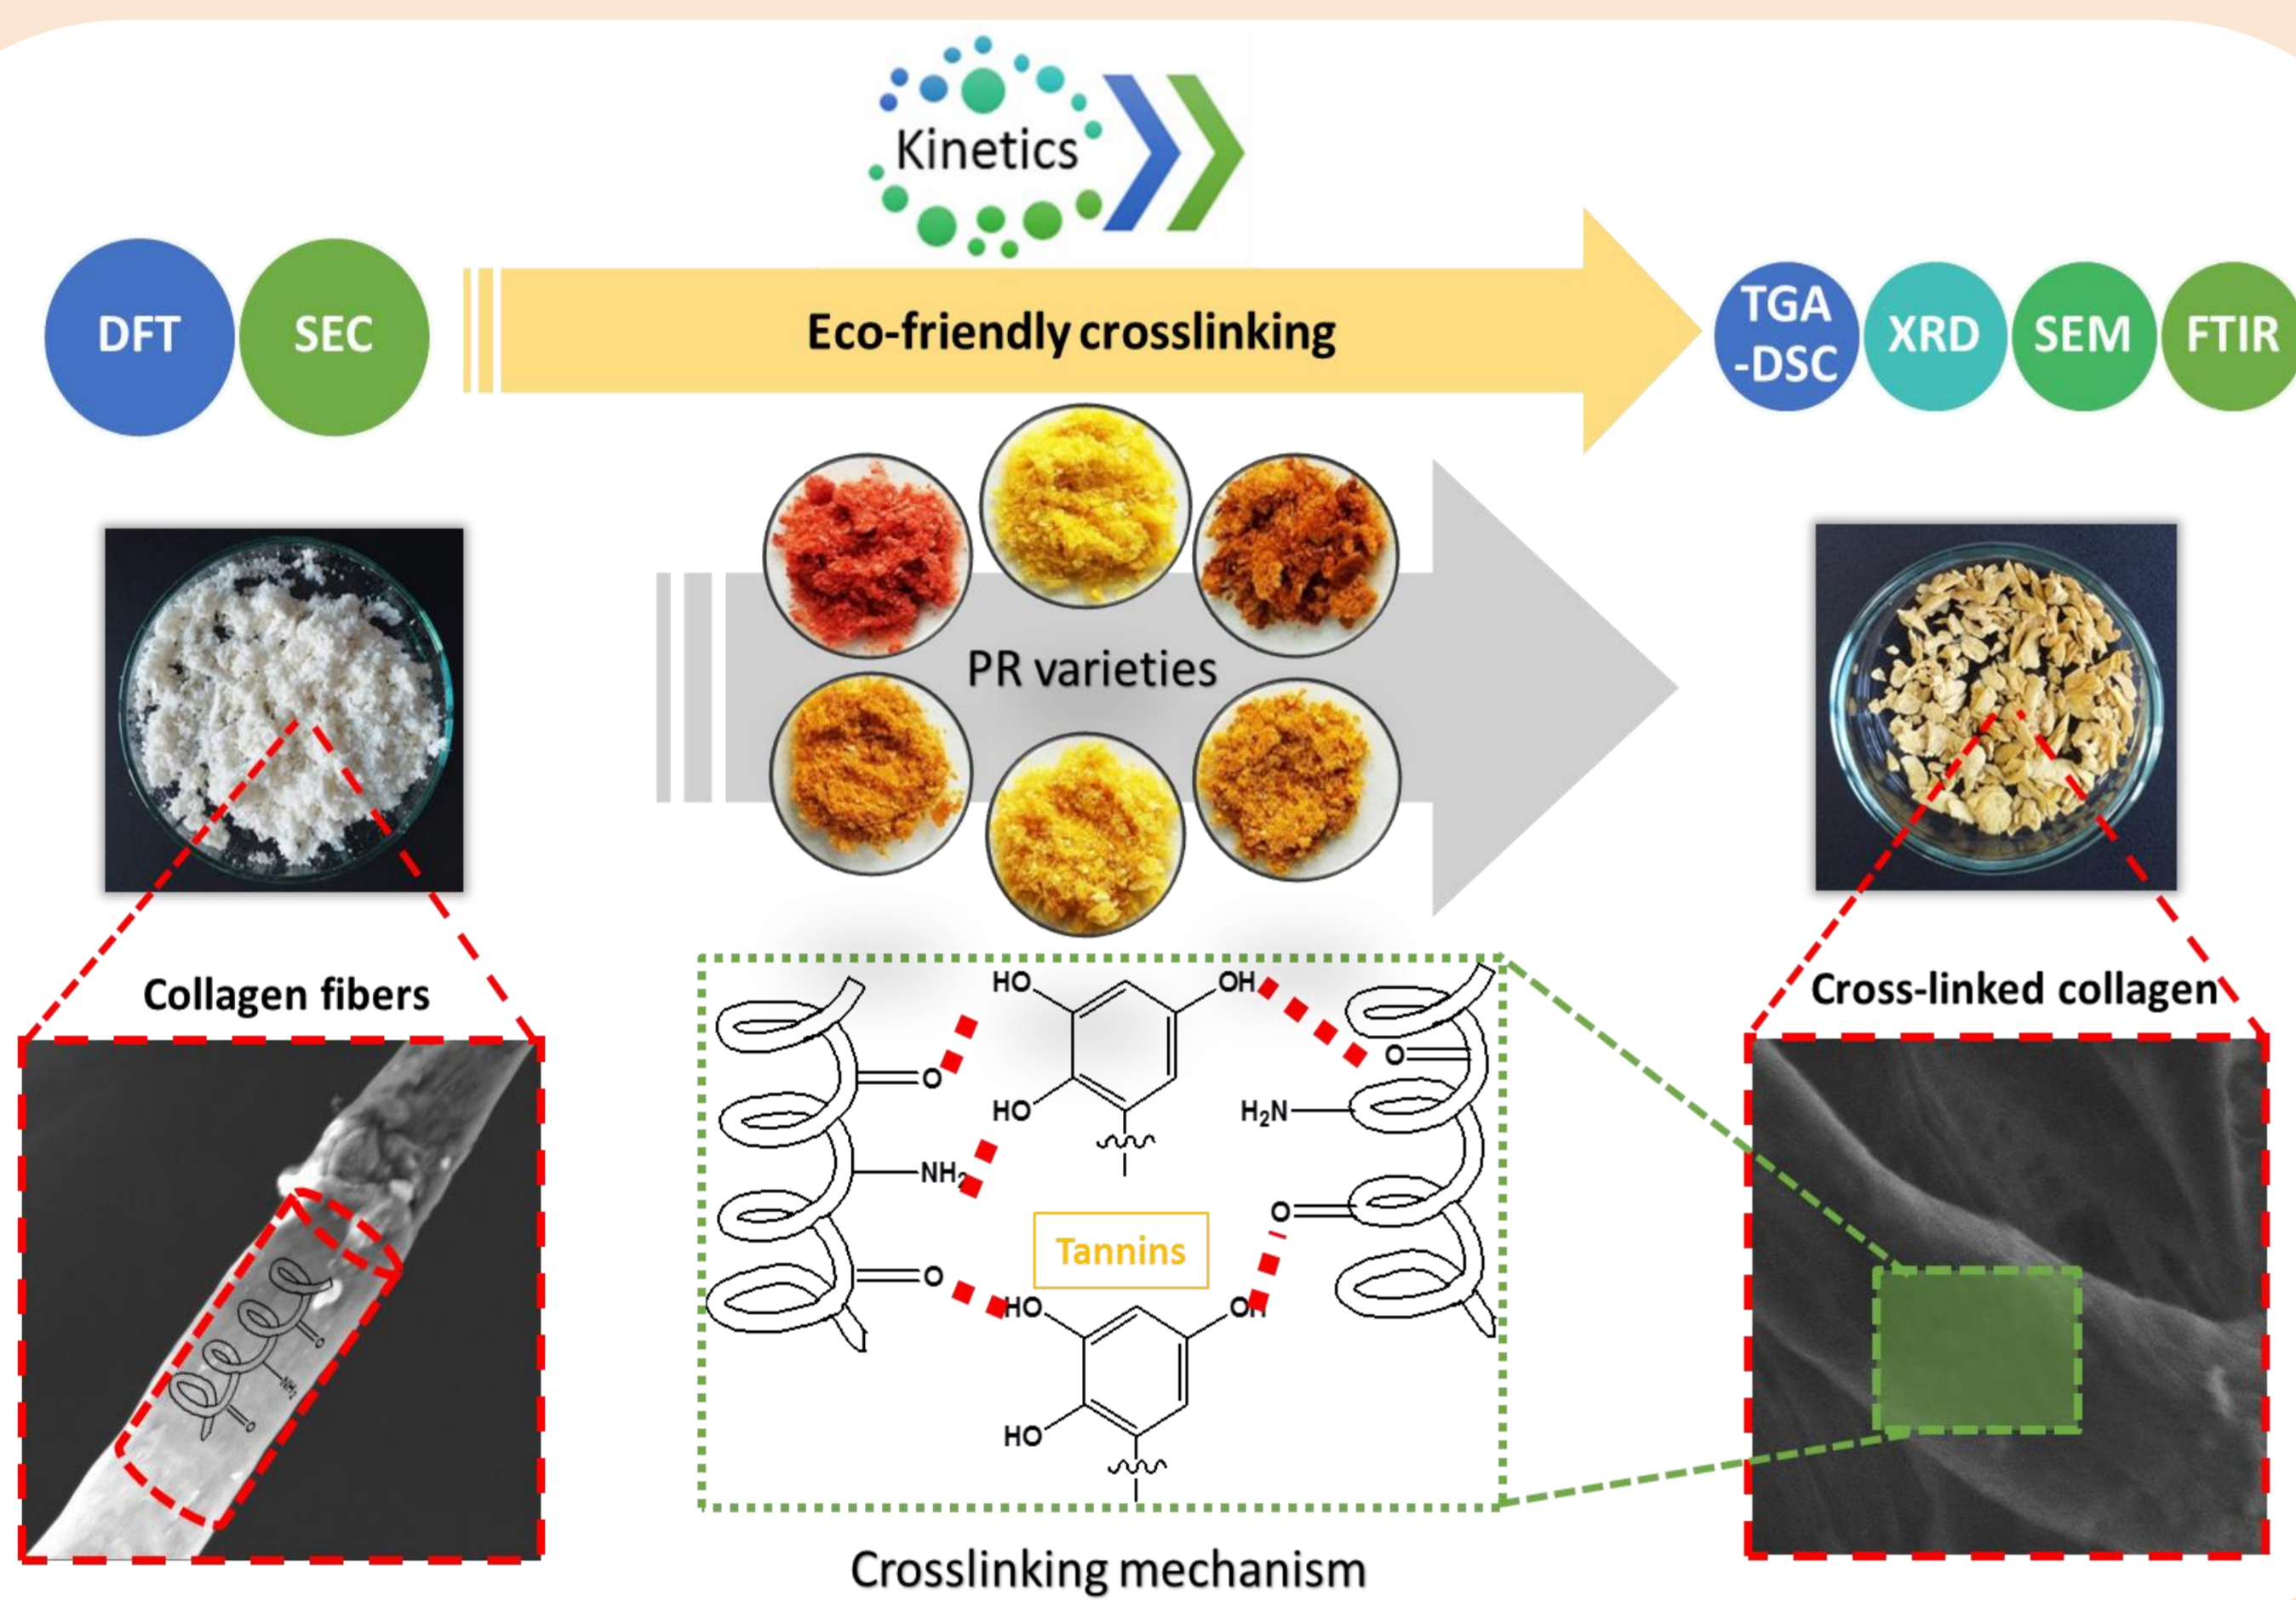 Kinetics
DFT
SEC
Eco-friendly crosslinking
TGA
-DSC
XRD
SEM
FTIR
PR varieties
Collagen fibers
Cross-linked collagen
HO
OH
O
O
HO
H₂N
NH₂
O
Tannins
O
HO
OH
HO
NH₂
O
O
Crosslinking mechanism